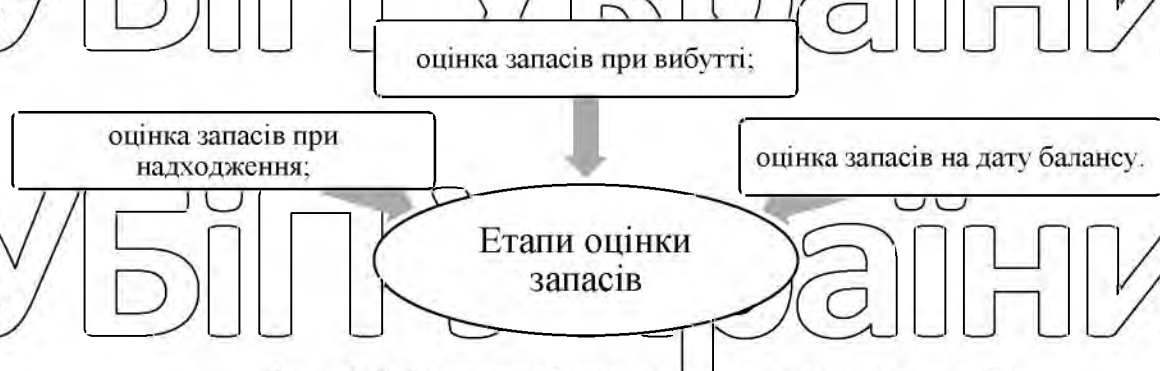 оцінка запасів при вибутті;
оцінка запасів при
надходження;
оцінка запасів на дату балансу.
Етапи оцінки
запасів